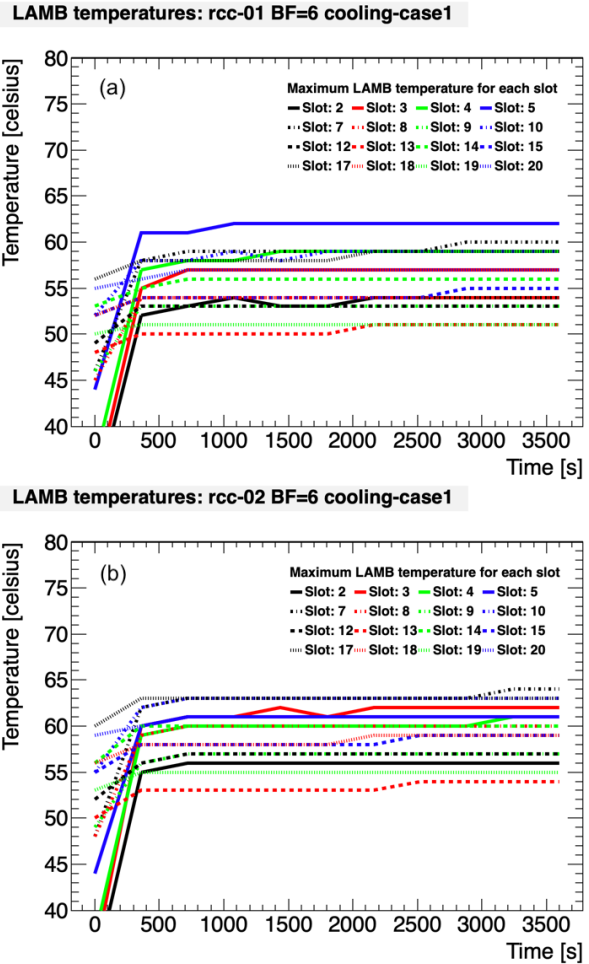 LAMB temperatures: rcc-01 BF=6 cooling-case1
Temperature [celsius]
80
75
70
65
60
55
50
45
40
(a)
Maximum LAMB temperature for each slot
Slot: 2 Slot: 3 Slot: 4 Slot: 5
Slot: 7 Slot: 8 Slot: 9 Slot: 10
Slot: 12 Slot: 13 Slot: 14 Slot: 15
Slot: 17 Slot: 18 Slot: 19 Slot: 20
0 500 1000 1500 2000 2500 3000 3500
Time [s]
LAMB temperatures: rcc-02 BF=6 cooling-case1
Temperature [celsius]
80
75
70
65
60
55
50
45
40
(b)
Maximum LAMB temperature for each slot
Slot: 2 Slot: 3 Slot: 4 Slot: 5
Slot: 7 Slot: 8 Slot: 9 Slot: 10
Slot: 12 Slot: 13 Slot: 14 Slot: 15
Slot: 17 Slot: 18 Slot: 19 Slot: 20
0 500 1000 1500 2000 2500 3000 3500
Time [s]